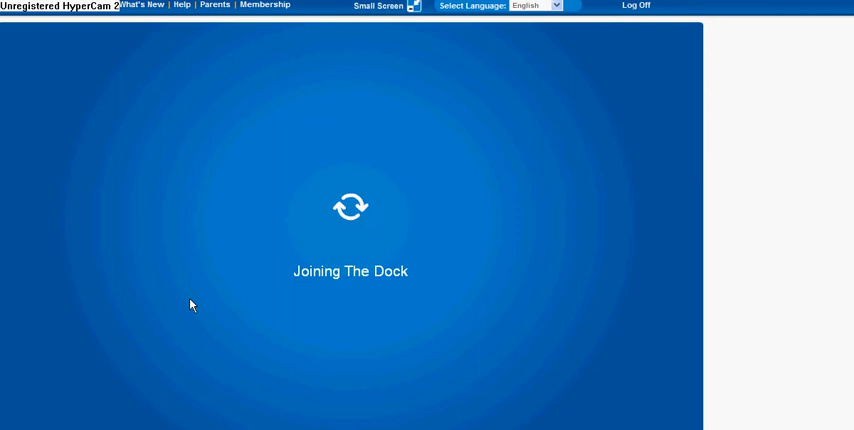 Unregistered HyperCam 2
What's New | Help | Parents | Membership
Small Screen
Select Language: English
Log Off
Joining The Dock